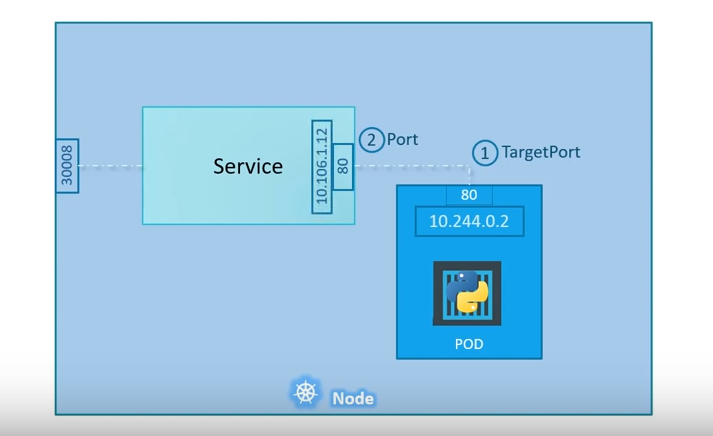 2 Port
1 TargetPort
30008
Service
10.106.1.12
80
80
10.244.0.2
POD
Node